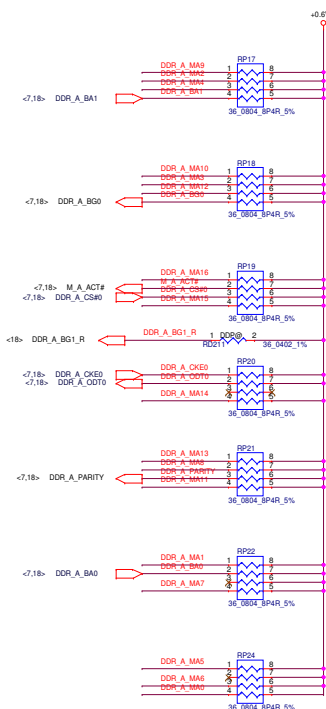 +0.6
RP17
DDR_A_MA9 1 8
DDR_A_MA2 2 7
DDR_A_MA4 3 6
DDR_A_BA1 4 5
<7,18> DDR_A_BA1
36_0804_8P4R_5%
RP18
DDR_A_MA10 1 8
DDR_A_MA3 2 7
DDR_A_MA12 3 6
DDR_A_BG0 4 5
<7,18> DDR_A_BG0
36_0804_8P4R_5%
RP19
DDR_A_MA16 1 8
<7,18> M_A_ACT# M_A_ACT# 2 7
<7,18> DDR_A_CS#0 DDR_A_CS#0 3 6
DDR_A_MA15 4 5
36_0804_8P4R_5%
<18> DDR_A_BG1_R DDR_A_BG1_R 1 DDP@ 2
RD211 36_0402_1%
RP20
<7,18> DDR_A_CKE0 DDR_A_CKE0 1 8
<7,18> DDR_A_ODT0 DDR_A_ODT0 2 7
3 6
DDR_A_MA14 4 5
36_0804_8P4R_5%
RP21
DDR_A_MA13 1 8
DDR_A_MA8 2 7
<7,18> DDR_A_PARITY DDR_A_PARITY 3 6
DDR_A_MA11 4 5
36_0804_8P4R_5%
RP22
DDR_A_MA1 1 8
<7,18> DDR_A_BA0 DDR_A_BA0 2 7
3 6
DDR_A_MA7 4 5
36_0804_8P4R_5%
RP24
DDR_A_MA5 1 8
2 7
DDR_A_MA6 3 6
DDR_A_MA0 4 5
36_0804_8P4R_5%